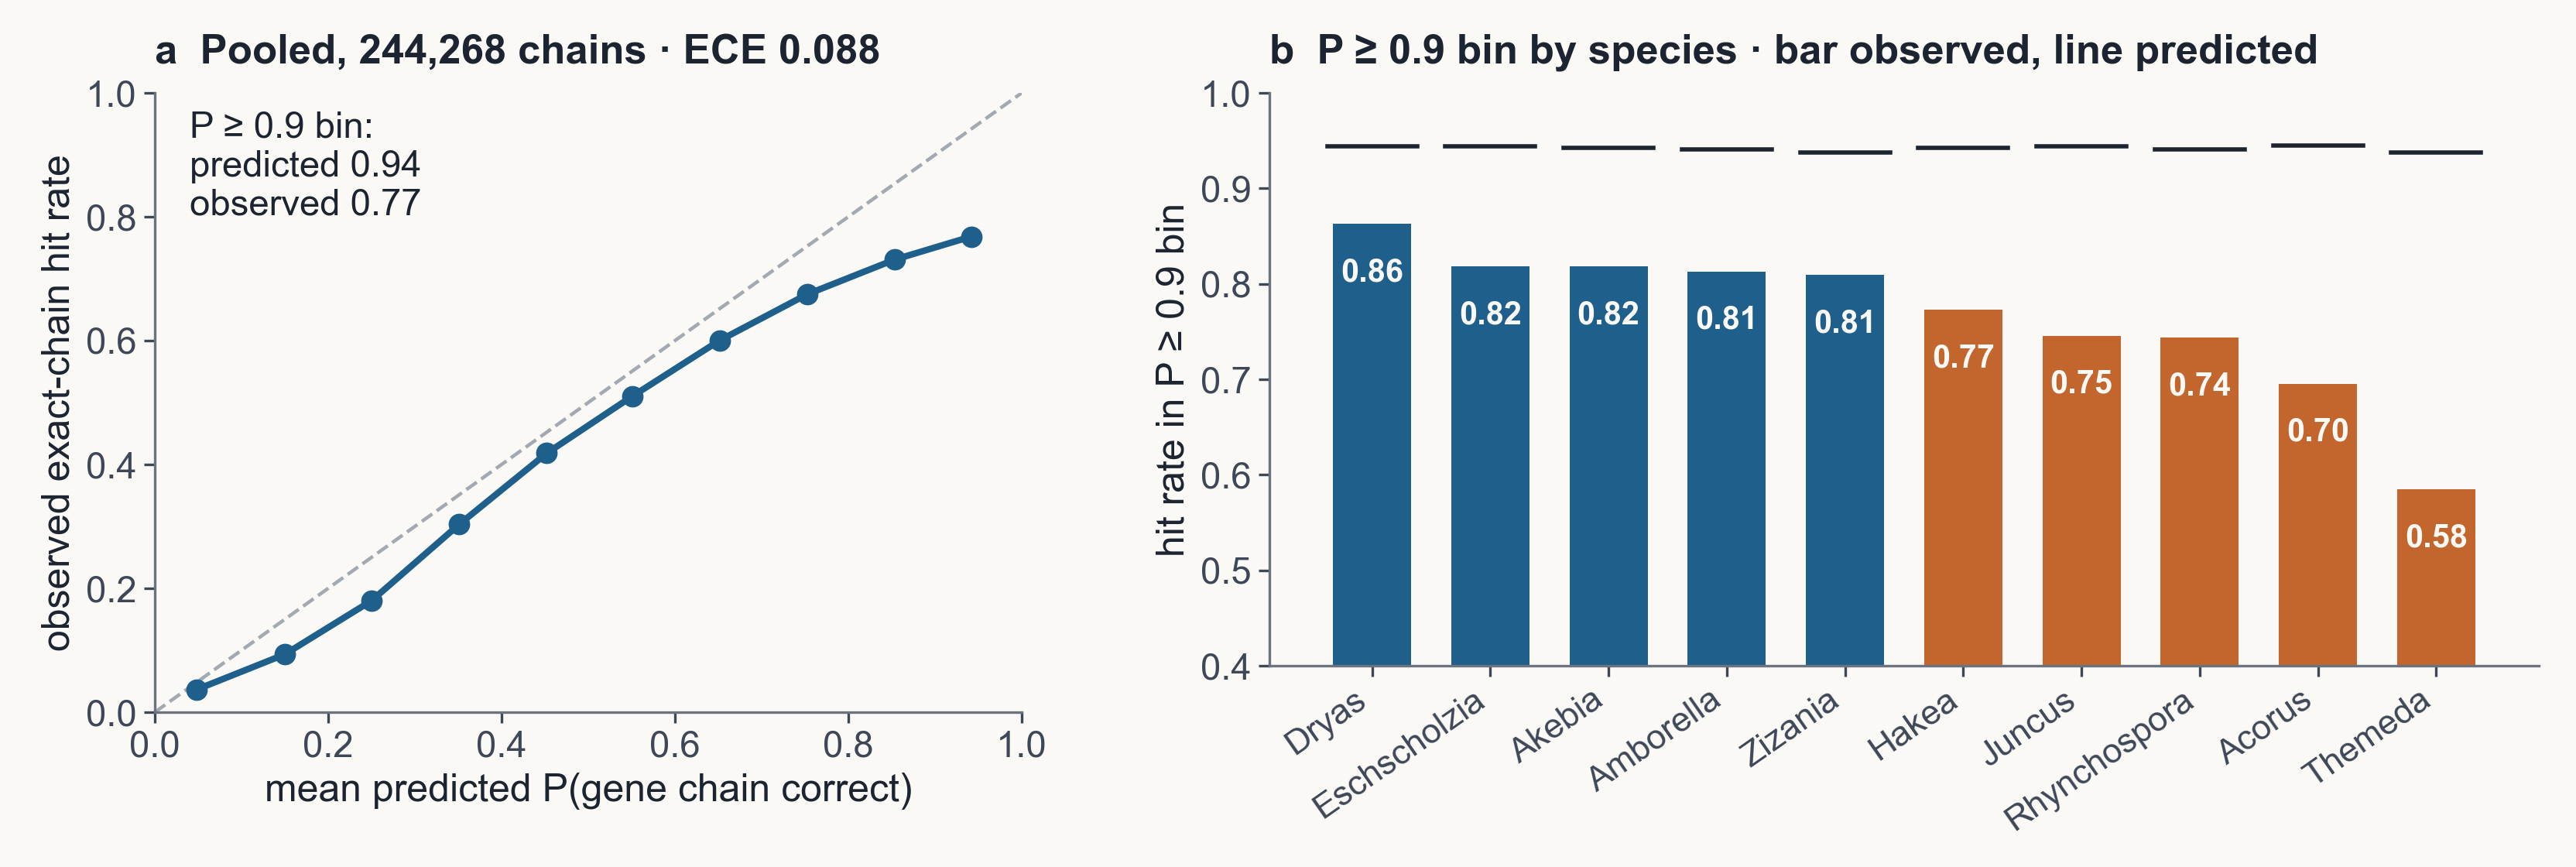 a Pooled, 244,268 chains · ECE 0.088
1.0
0.8
0.6
0.4
0.2
0.0
observed exact-chain hit rate
P ≥ 0.9 bin:
predicted 0.94
observed 0.77
0.0 0.2 0.4 0.6 0.8 1.0
mean predicted P(gene chain correct)
b P ≥ 0.9 bin by species · bar observed, line predicted
1.0
0.9
0.8
0.7
0.6
0.5
0.4
hit rate in P ≥ 0.9 bin
0.86 0.82 0.82 0.81 0.81 0.77 0.75 0.74 0.70 0.58
Dryas
Eschscholzia
Akebia
Amborella
Zizania
Hakea
Juncus
Rhynchospora
Acorus
Themeda